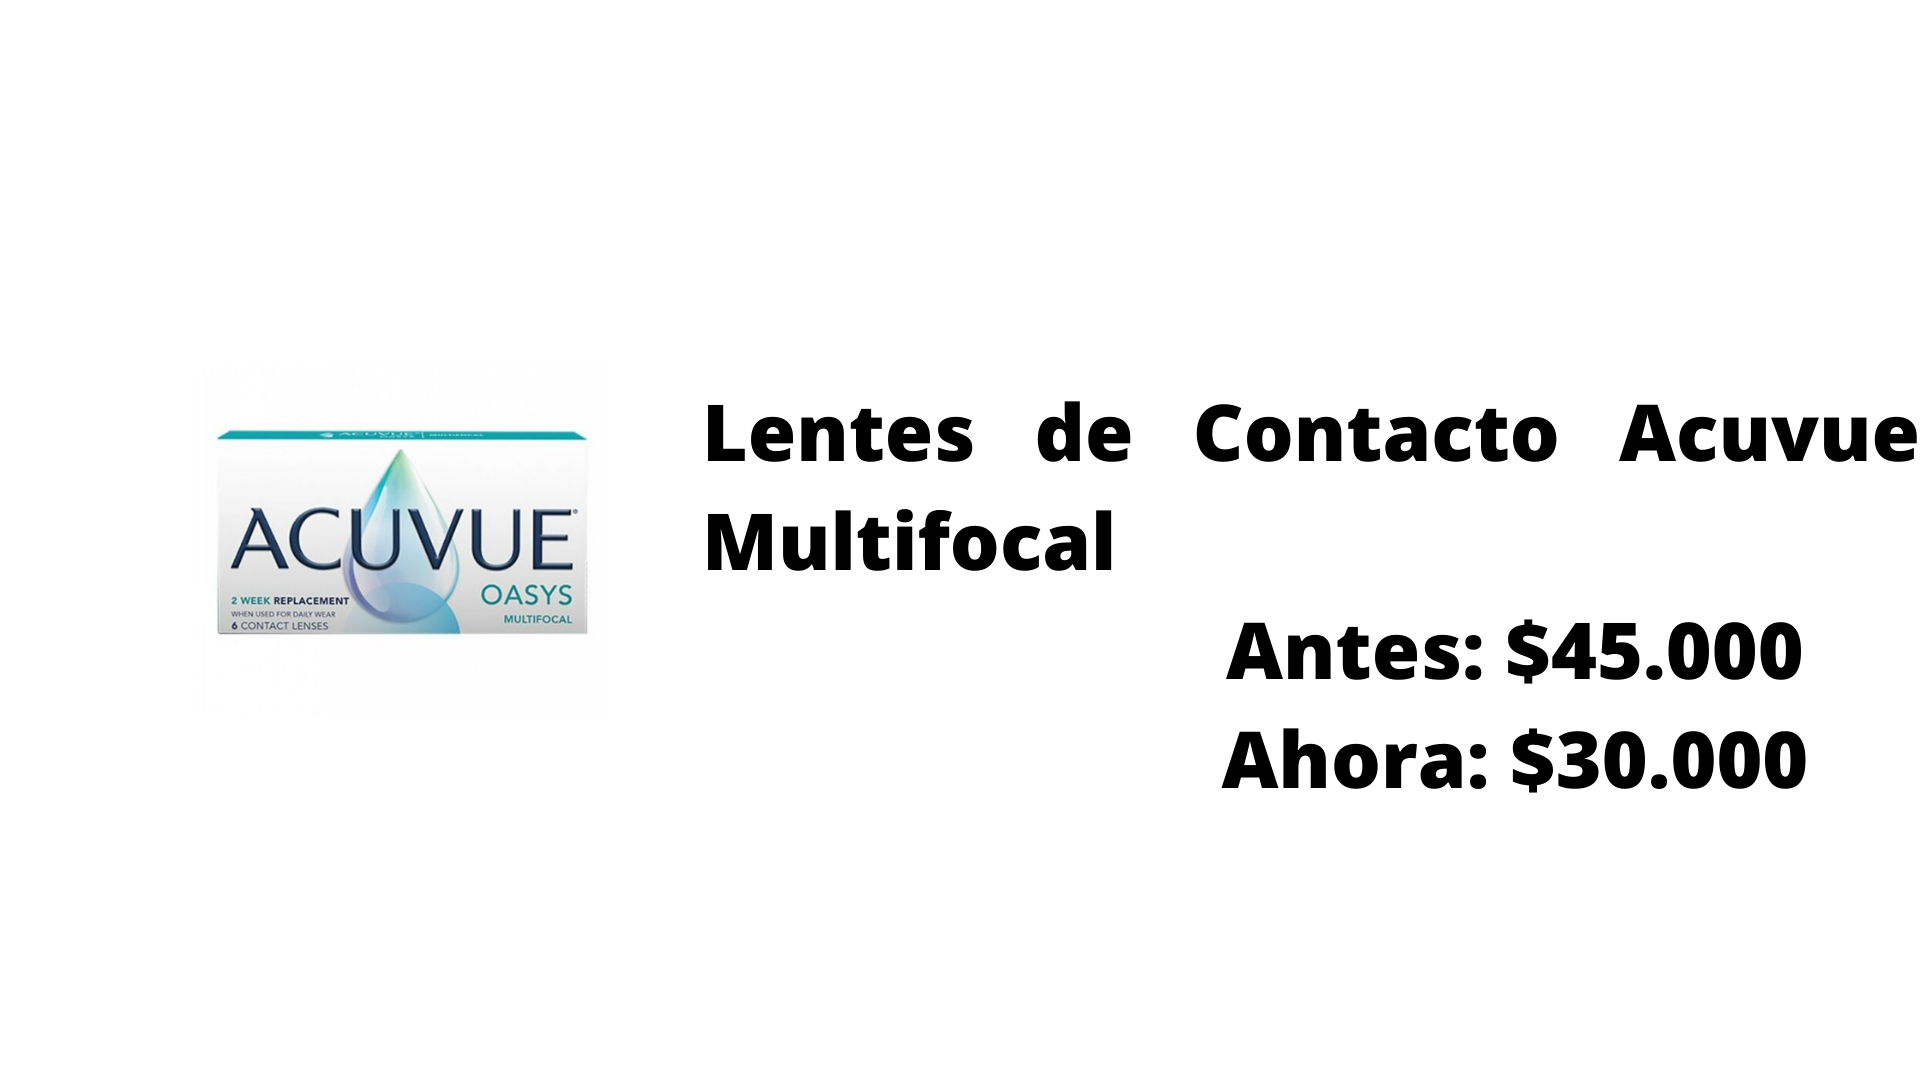 ACUVUE
OASYS
MULTIFOCAL
2 WEEK REPLACEMENT
WHEN USED FOR DAILY WEAR
6 CONTACT LENSES
Lentes de Contacto Acuvue
Multifocal
Antes: $45.000
Ahora: $30.000